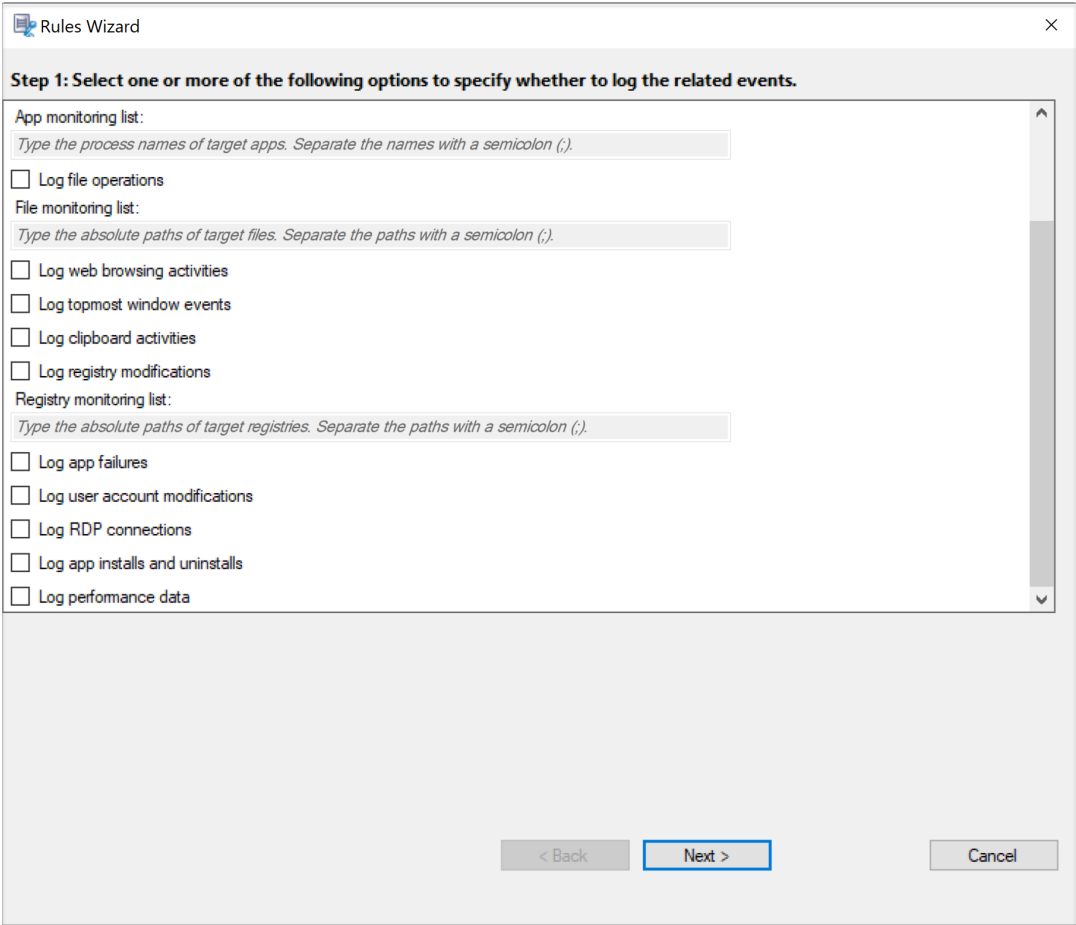 Rules Wizard
Step 1: Select one or more of the following options to specify whether to log the related events.
App monitoring list:
Type the process names of target apps. Separate the names with a semicolon (;).
Log file operations
File monitoring list:
Type the absolute paths of target files. Separate the paths with a semicolon (;).
Log web browsing activities
Log topmost window events
Log clipboard activities
Log registry modifications
Registry monitoring list:
Type the absolute paths of target registries. Separate the paths with a semicolon (;).
Log app failures
Log user account modifications
Log RDP connections
Log app installs and uninstalls
Log performance data
< Back
Next >
Cancel